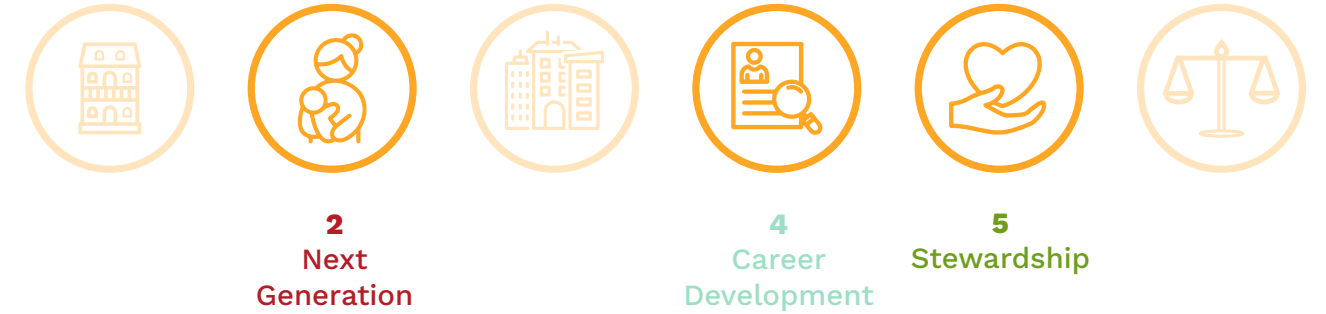 2
Next
Generation
4
Career
Development
5
Stewardship